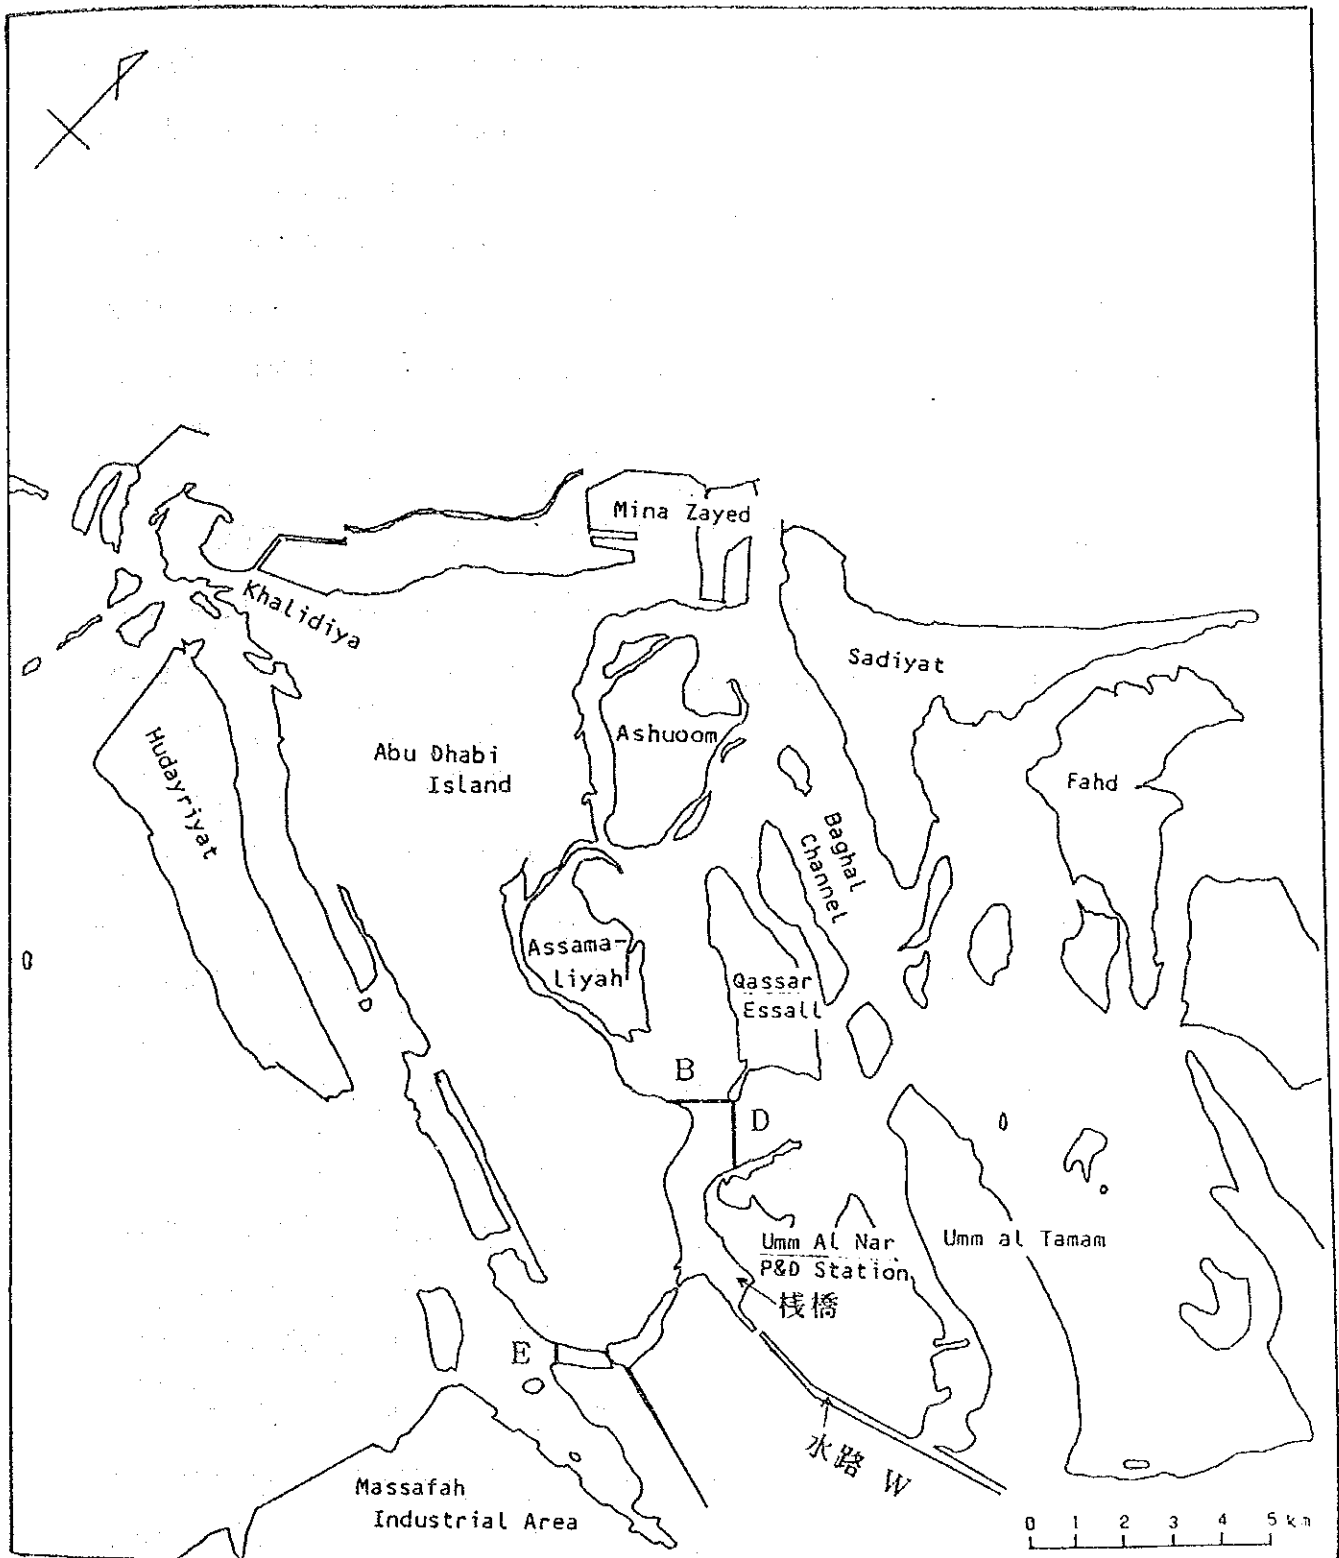 Mina Zayed
Khalidiya
Sadiyat
Hudayriyat
Abu Dhabi
Island
Ashuoom
Fahd
Baghal
Channel
Assama-
liyah
Qassar
Essall
B
D
Umm Al Nar
P&D Station
Umm al Tamam
桟橋
E
水路 W
Massafah
Industrial Area
0 1 2 3 4 5 km